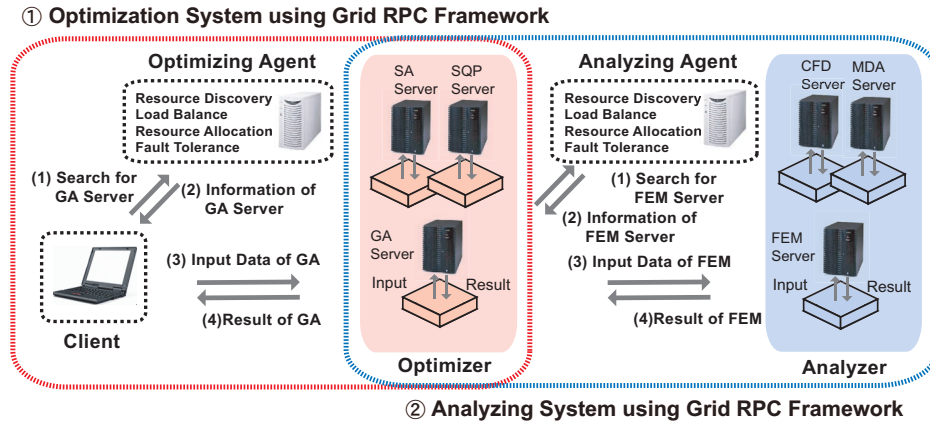 ① Optimization System using Grid RPC Framework
Optimizing Agent
Resource Discovery
Load Balance
Resource Allocation
Fault Tolerance
(1) Search for
GA Server
(2) Information of
GA Server
(3) Input Data of GA
(4)Result of GA
Client
SA
Server
SQP
Server
GA
Server
Input
Result
Optimizer
Analyzing Agent
Resource Discovery
Load Balance
Resource Allocation
Fault Tolerance
(1) Search for
FEM Server
(2) Information of
FEM Server
(3) Input Data of FEM
(4)Result of FEM
CFD
Server
MDA
Server
FEM
Server
Input
Result
Analyzer
② Analyzing System using Grid RPC Framework